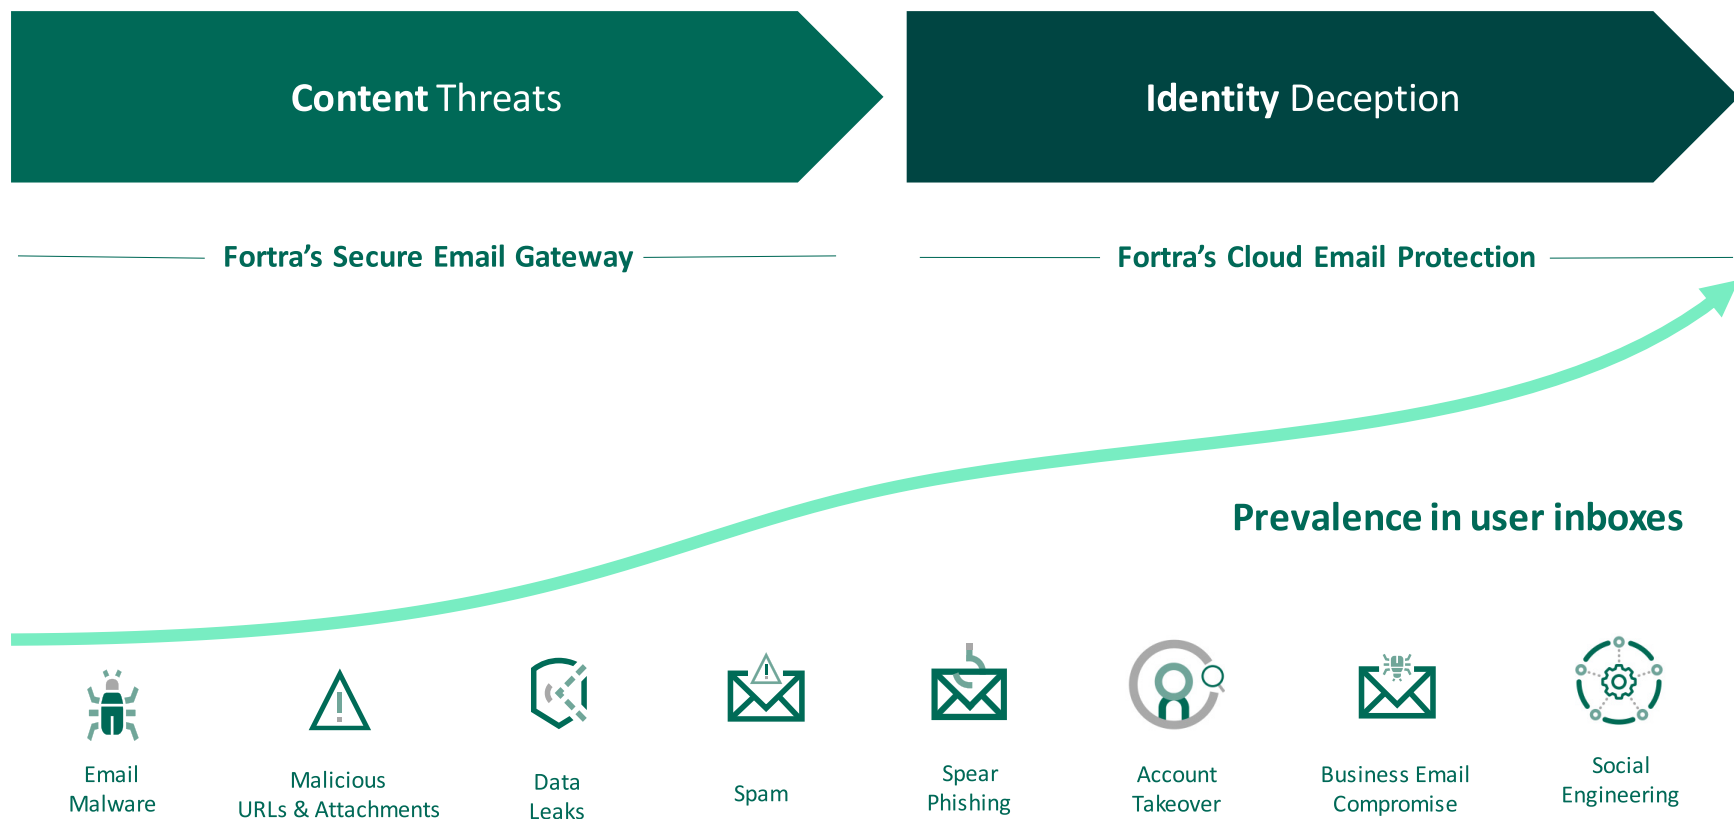 Content Threats
Identity Deception
Fortra’s Secure Email Gateway
Fortra’s Cloud Email Protection
Prevalence in user inboxes
Email
Malware
Malicious
URLs & Attachments
Data
Leaks
Spam
Spear
Phishing
Account
Takeover
Business Email
Compromise
Social
Engineering